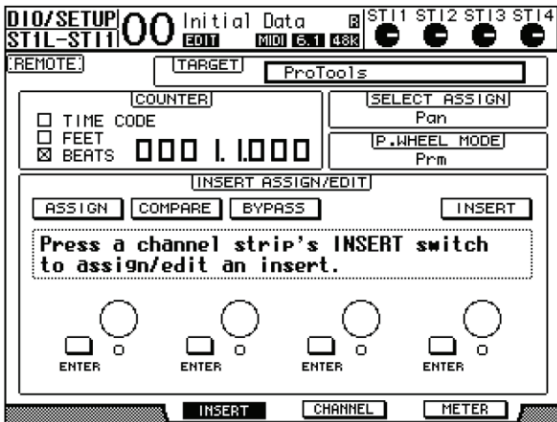 DIO/SETUP 00 Initial Data R ST11 ST12 ST13 ST14
ST1L-ST11 EDIT MIDI 6.1 48K
REMOTE TARGET ProTools
COUNTER
TIME CODE
FEET
BEATS 000 1.1.000
SELECT ASSIGN
Pan
P.WHEEL MODE
Prm
INSERT ASSIGN/EDIT
ASSIGN COMPARE BYPASS INSERT
Press a channel strip's INSERT switch
to assign/edit an insert.
ENTER ENTER ENTER ENTER
INSERT CHANNEL METER